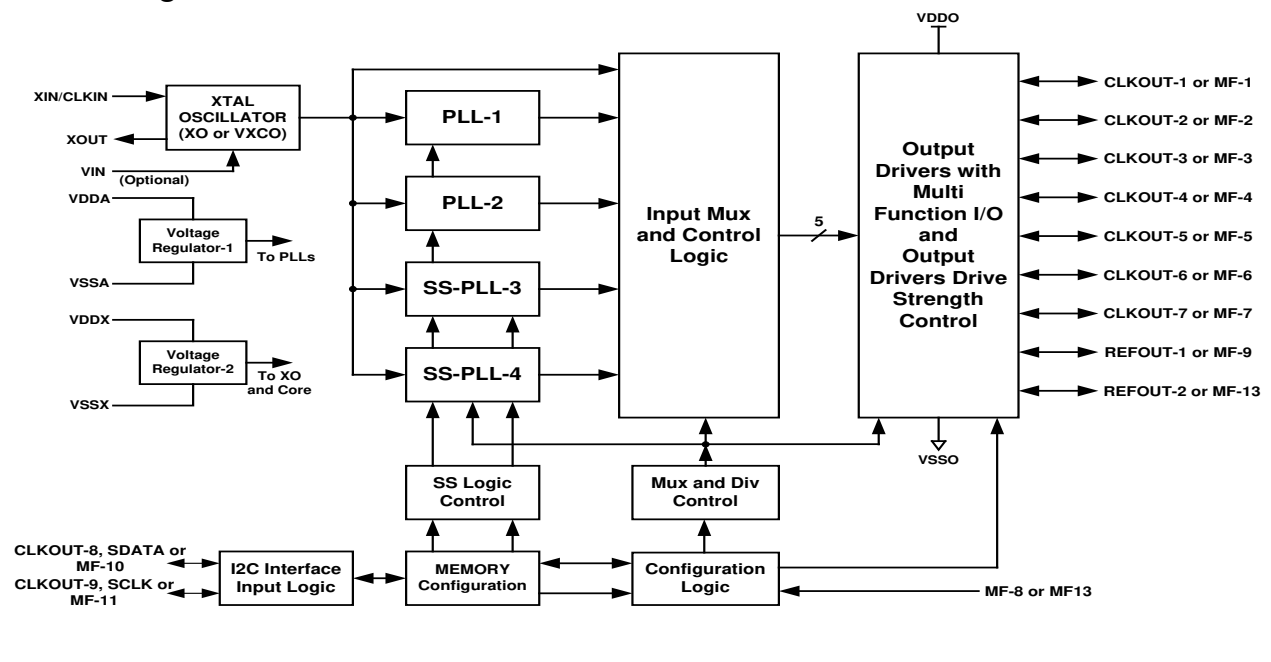 VDDO
XIN/CLKIN
XOUT
VIN
(Optional)
XTAL
OSCILLATOR
(XO or VXCO)
VDDA
Voltage
Regulator-1
To PLLs
VSSA
VDDX
Voltage
Regulator-2
To XO
and Core
VSSX
PLL-1
PLL-2
SS-PLL-3
SS-PLL-4
Input Mux
and Control
Logic
5
Output
Drivers with
Multi
Function I/O
and
Output
Drivers Drive
Strength
Control
CLKOUT-1 or MF-1
CLKOUT-2 or MF-2
CLKOUT-3 or MF-3
CLKOUT-4 or MF-4
CLKOUT-5 or MF-5
CLKOUT-6 or MF-6
CLKOUT-7 or MF-7
REFOUT-1 or MF-9
REFOUT-2 or MF-13
VSSO
SS Logic
Control
Mux and Div
Control
CLKOUT-8, SDATA or
MF-10
CLKOUT-9, SCLK or
MF-11
I2C Interface
Input Logic
MEMORY
Configuration
Configuration
Logic
MF-8 or MF13